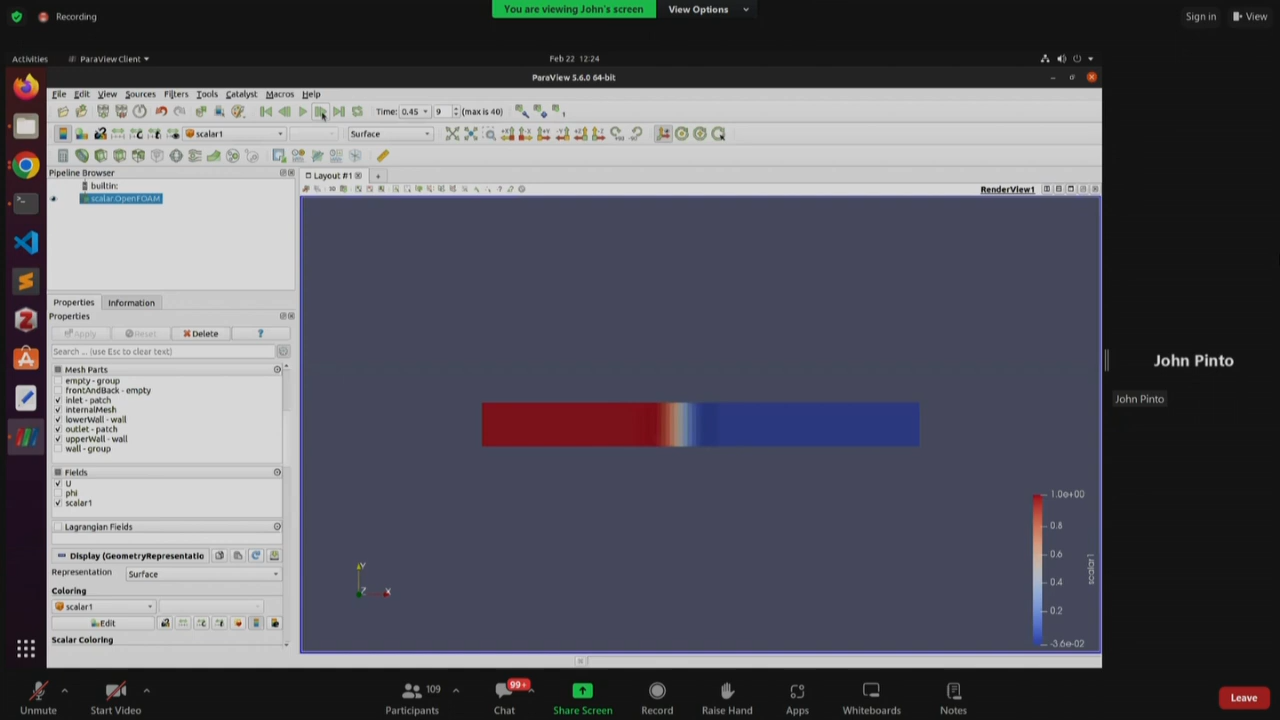 Recording
You are viewing John's screen
View Options
Sign in
View
Activities
ParaView Client
Feb 22 12:24
ParaView 5.6.0 64-bit
File Edit View Sources Filters Tools Catalyst Macros Help
Time: 0.45 9 (max is 40)
scalar1
Surface
Pipeline Browser
Layout #1
builtin:
scalar.OpenFOAM
RenderView1
Properties Information
Properties
Apply Reset Delete ?
Search ... (use Esc to clear text)
Mesh Parts
empty - group
frontAndBack - empty
inlet - patch
internalMesh
lowerWall - wall
outlet - patch
upperWall - wall
wall - group
Fields
U
phi
scalar1
Lagrangian Fields
Display (GeometryRepresentatio
Representation Surface
Coloring
scalar1
Edit
Scalar Coloring
Y
Z
X
1.0e+00
0.8
0.6
0.4
0.2
-3.6e-02
scalar1
John Pinto
John Pinto
Unmute
Start Video
109
Participants
99+
Chat
Share Screen
Record
Raise Hand
Apps
Whiteboards
Notes
Leave